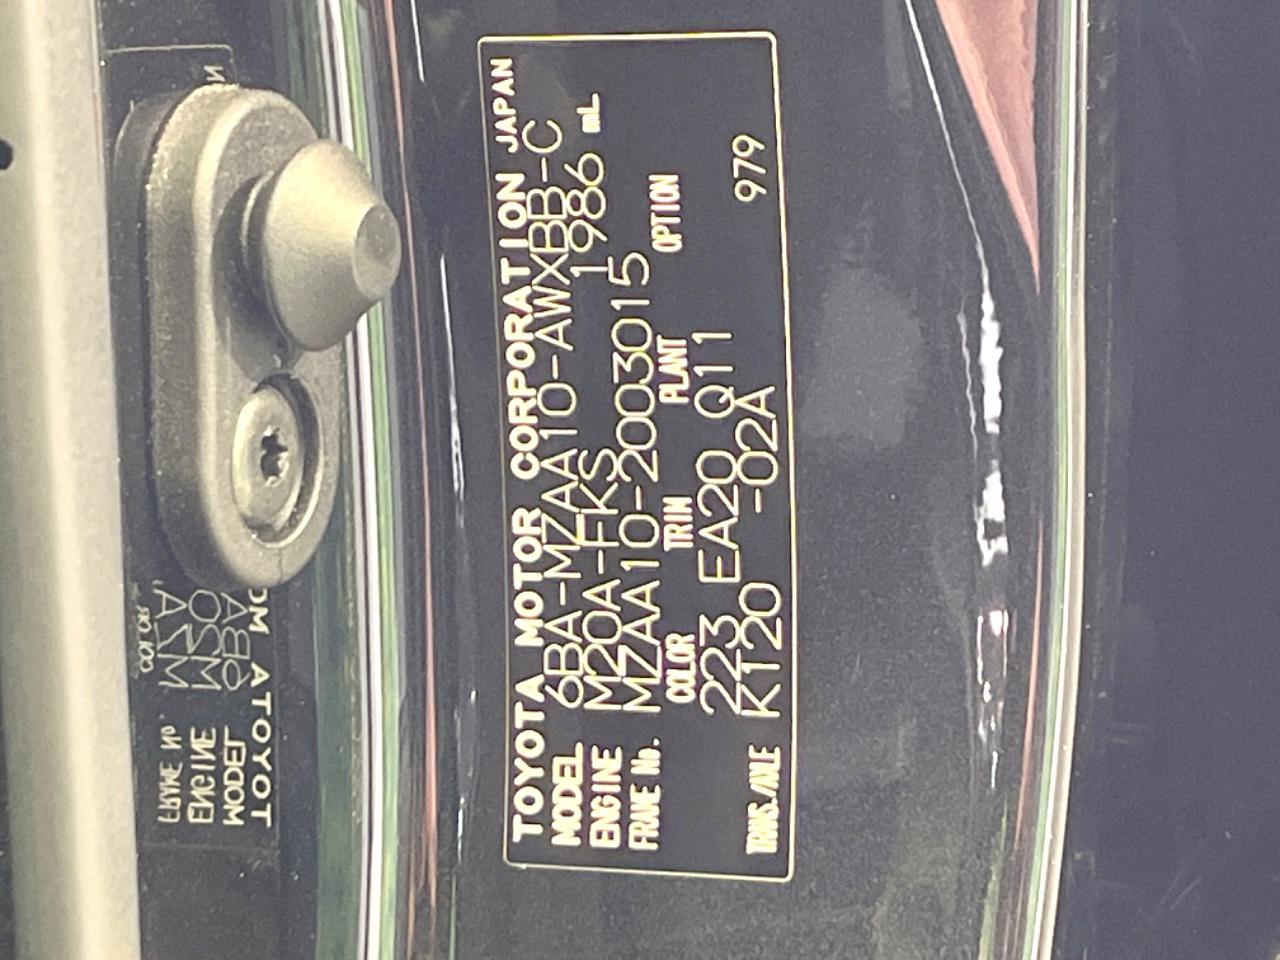 TOYOTA MOTOR CORPORATION JAPAN
MODEL 6BA-MZAA10-AWXBB-C
ENGINE M20A-FKS 1986 mL
FRAME No. MZAA10-2003015
COLOR TRIM PLANT OPTION
223 EA20 Q11 979
TRANS./AXLE K120 -02A